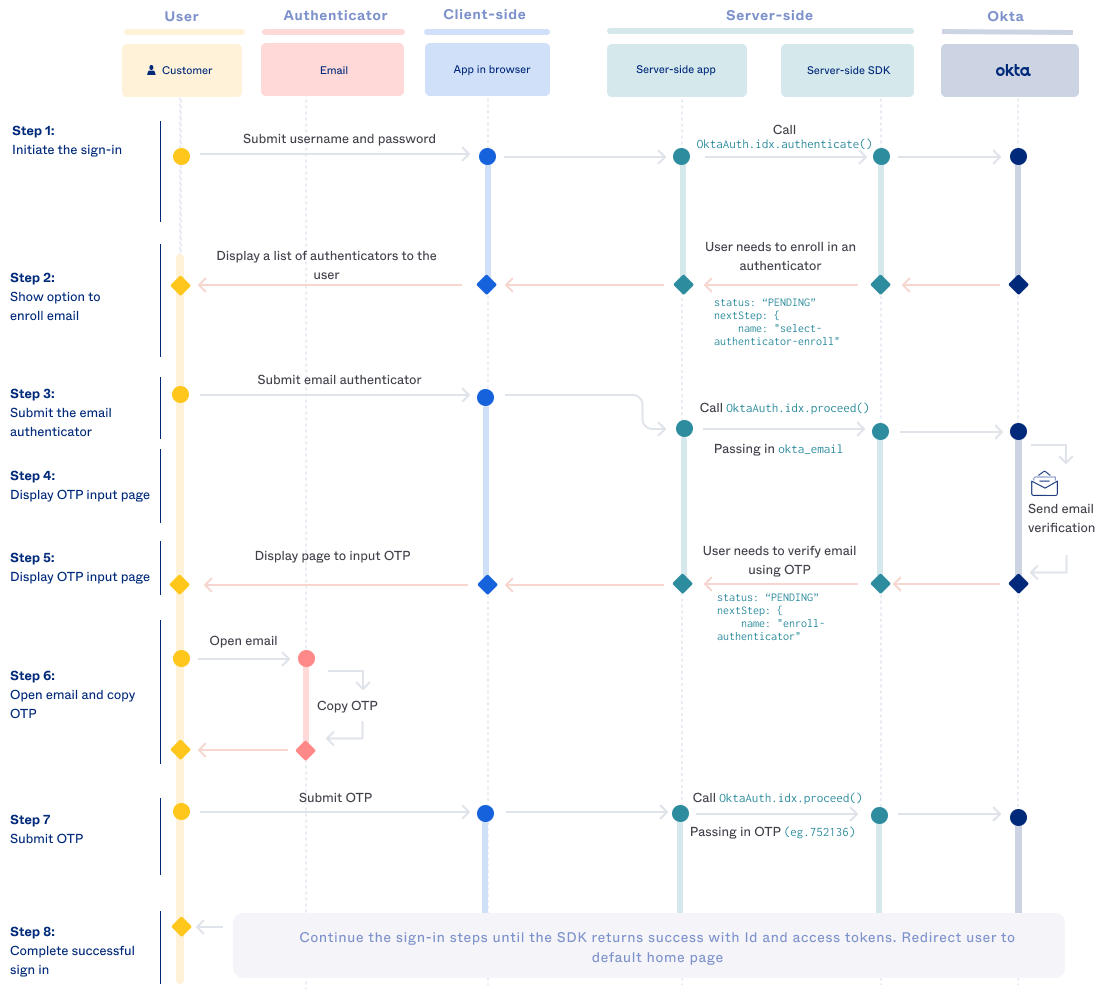 User
Authenticator
Client-side
Server-side
Okta
Customer
Email
App in browser
Server-side app
Server-side SDK
okta
Step 1:
Initiate the sign-in
Submit username and password
Call
OktaAuth.idx.authenticate()
Step 2:
Show option to
enroll email
Display a list of authenticators to the
user
User needs to enroll in an
authenticator
status: “PENDING”
nextStep: {
name: "select-
authenticator-enroll"
Step 3:
Submit the email
authenticator
Submit email authenticator
Call OktaAuth.idx.proceed()
Passing in okta_email
Step 4:
Display OTP input page
Send email
verification
Step 5:
Display OTP input page
Display page to input OTP
User needs to verify email
using OTP
status: “PENDING”
nextStep: {
name: "enroll-
authenticator"
Step 6:
Open email and copy
OTP
Open email
Copy OTP
Step 7
Submit OTP
Submit OTP
Call OktaAuth.idx.proceed()
Passing in OTP (eg.752136)
Step 8:
Complete successful
sign in
Continue the sign-in steps until the SDK returns success with Id and access tokens. Redirect user to
default home page